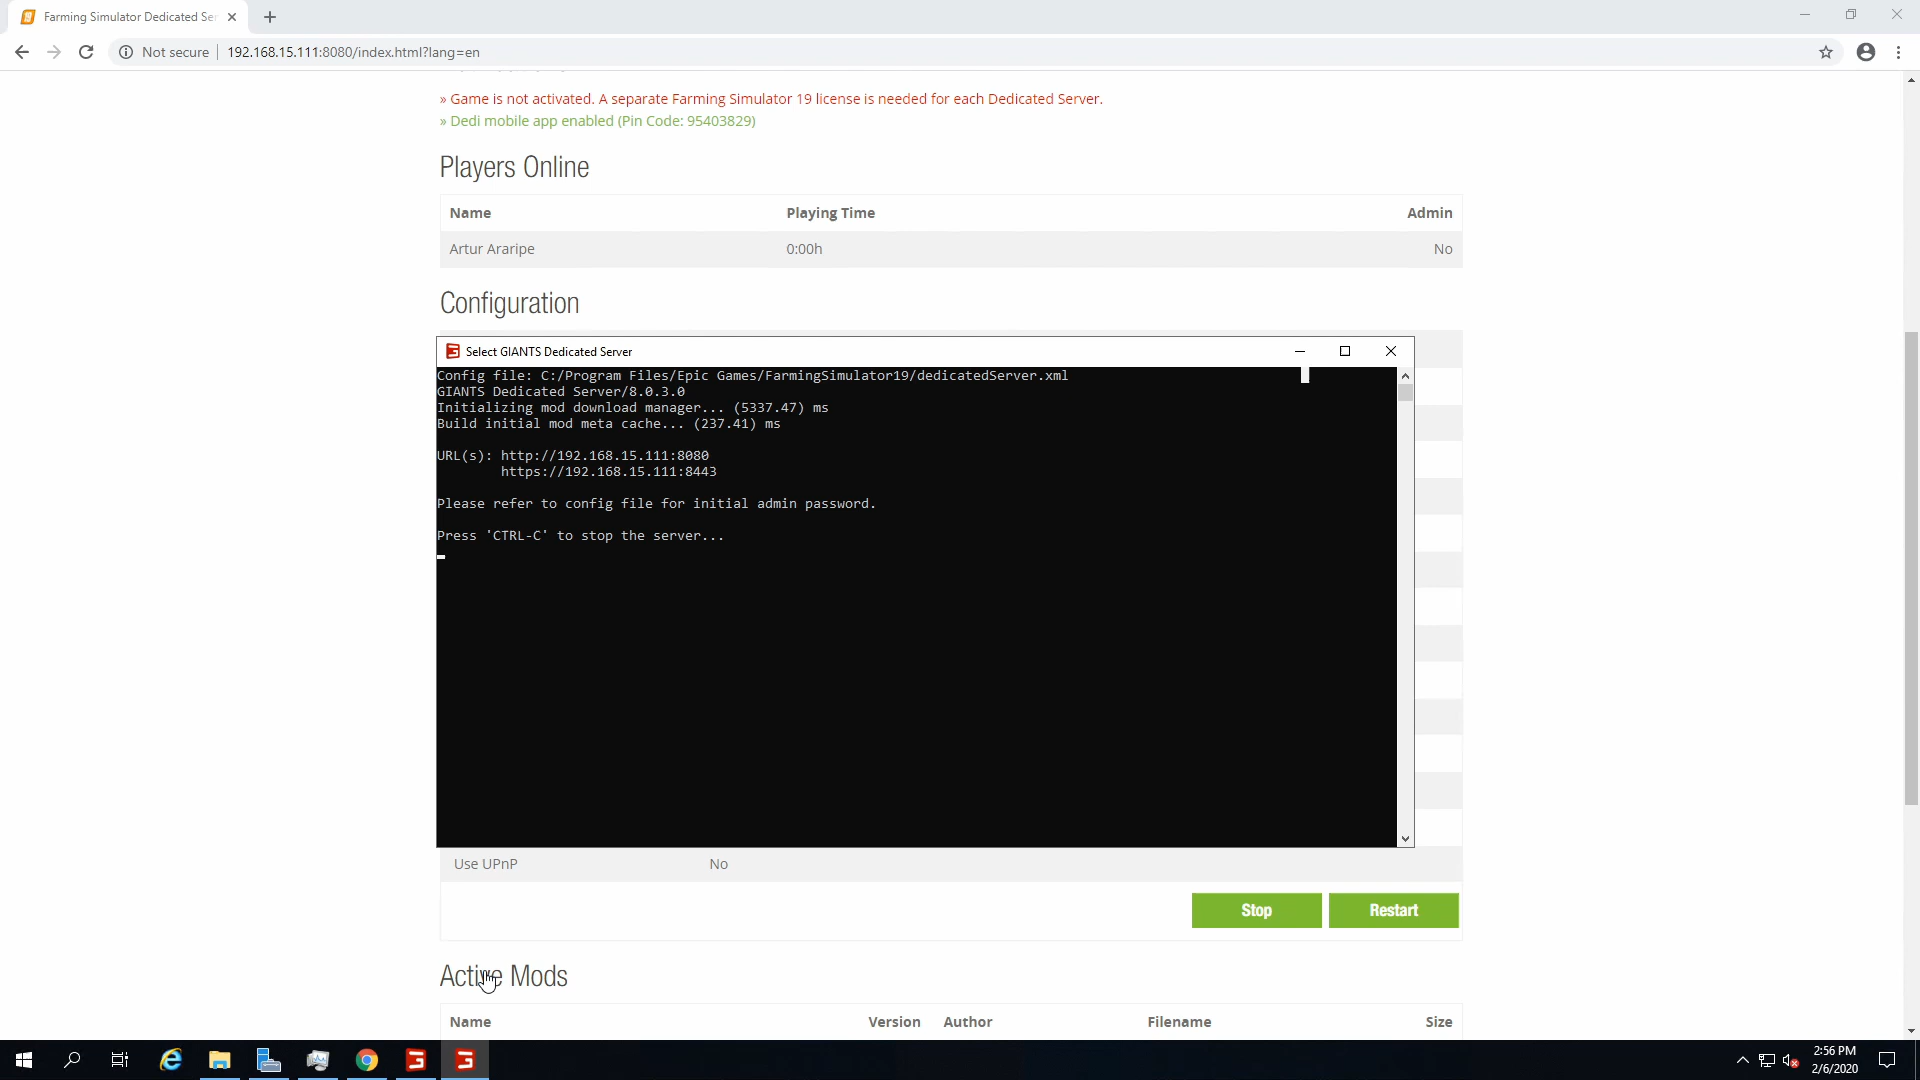 Farming Simulator Dedicated Ser
Not secure
192.168.15.111:8080/index.html?lang=en
» Game is not activated. A separate Farming Simulator 19 license is needed for each Dedicated Server.
» Dedi mobile app enabled (Pin Code: 95403829)
Players Online
Name Playing Time Admin
Artur Araripe 0:00h No
Configuration
Select GIANTS Dedicated Server
Config file: C:/Program Files/Epic Games/FarmingSimulator19/dedicatedServer.xml
GIANTS Dedicated Server/8.0.3.0
Initializing mod download manager... (5337.47) ms
Build initial mod meta cache... (237.41) ms
URL(s): http://192.168.15.111:8080
https://192.168.15.111:8443
Please refer to config file for initial admin password.
Press 'CTRL-C' to stop the server...
Use UPnP No
Stop Restart
Active Mods
Name Version Author Filename Size
2:56 PM
2/6/2020